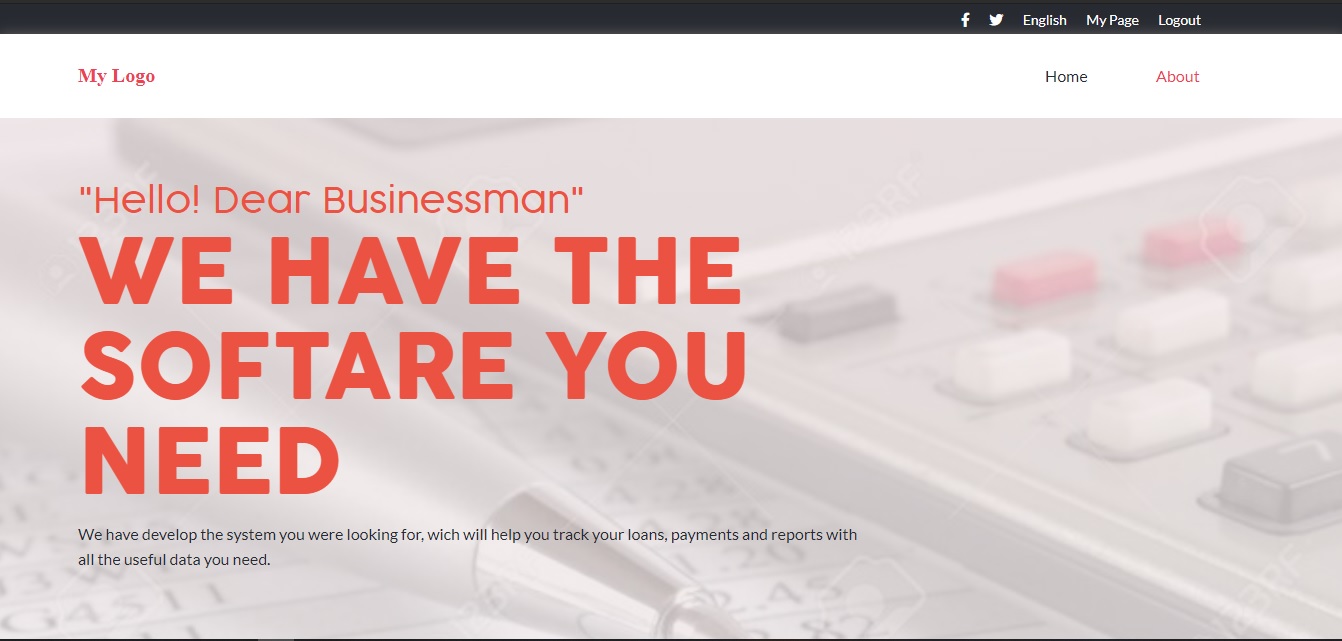 English My Page Logout
My Logo Home About
"Hello! Dear Businessman"
WE HAVE THE
SOFTARE YOU
NEED
We have develop the system you were looking for, wich will help you track your loans, payments and reports with
all the useful data you need.